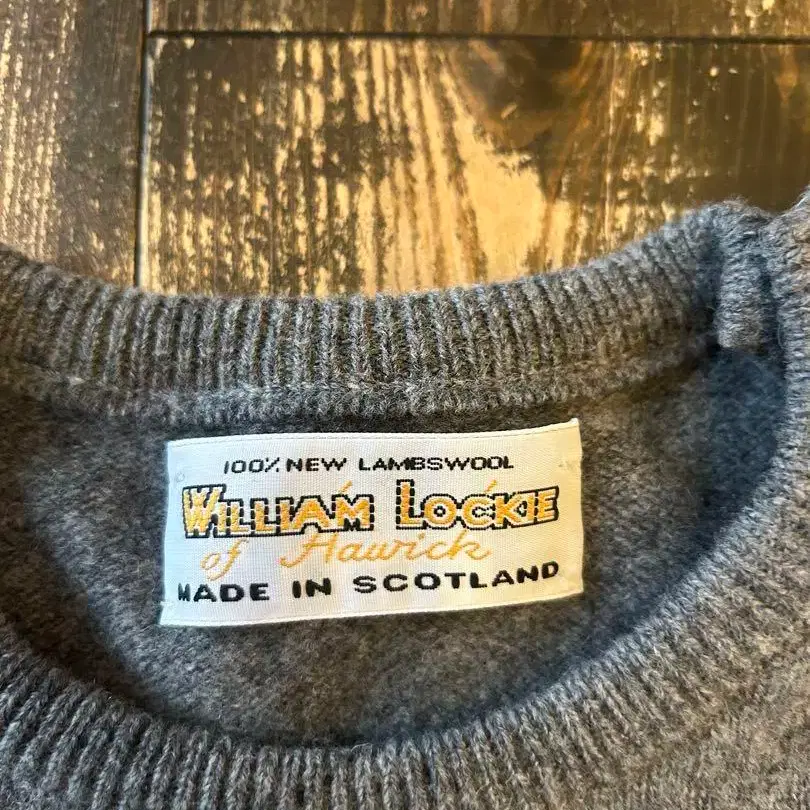 100% NEW LAMBSWOOL
WILLIAM LOCKIE
of Hawick
MADE IN SCOTLAND